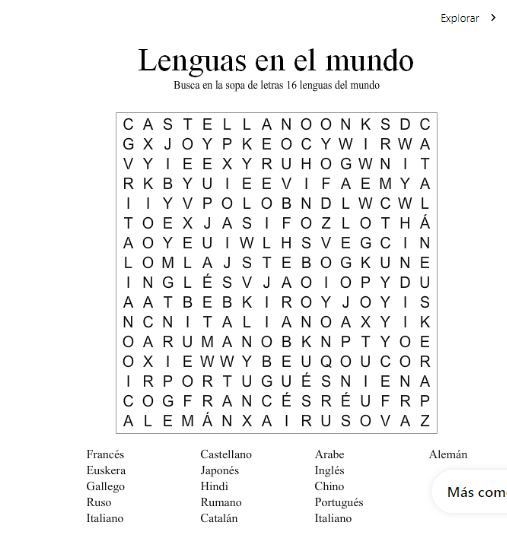 Explorar >
Lenguas en el mundo
Busca en la sopa de letras 16 lenguas del mundo
C A S T E L L A N O O N K S D C
G X J O Y P K E O C Y W I R W A
V Y I E E X Y R U H O G W N I T
R K B Y U I E E V I F A E M Y A
I I Y V P O L O B N D L W C W L
T O E X J A S I F O Z L O T H Á
A O Y E U I W L H S V E G C I N
L O M L A J S T E B O G K U N E
I N G L É S V J A O I O P Y D U
A A T B E B K I R O Y J O Y I S
N C N I T A L I A N O A X Y I K
O A R U M A N O B K N P T Y O E
O X I E W W Y B E U Q O U C O R
I R P O R T U G U É S N I E N A
C O G F R A N C É S R É U F R P
A L E M Á N X A I R U S O V A Z
Francés Castellano Arabe Alemán
Euskera Japonés Inglés
Gallego Hindi Chino
Ruso Rumano Portugués
Italiano Catalán Italiano
Más com